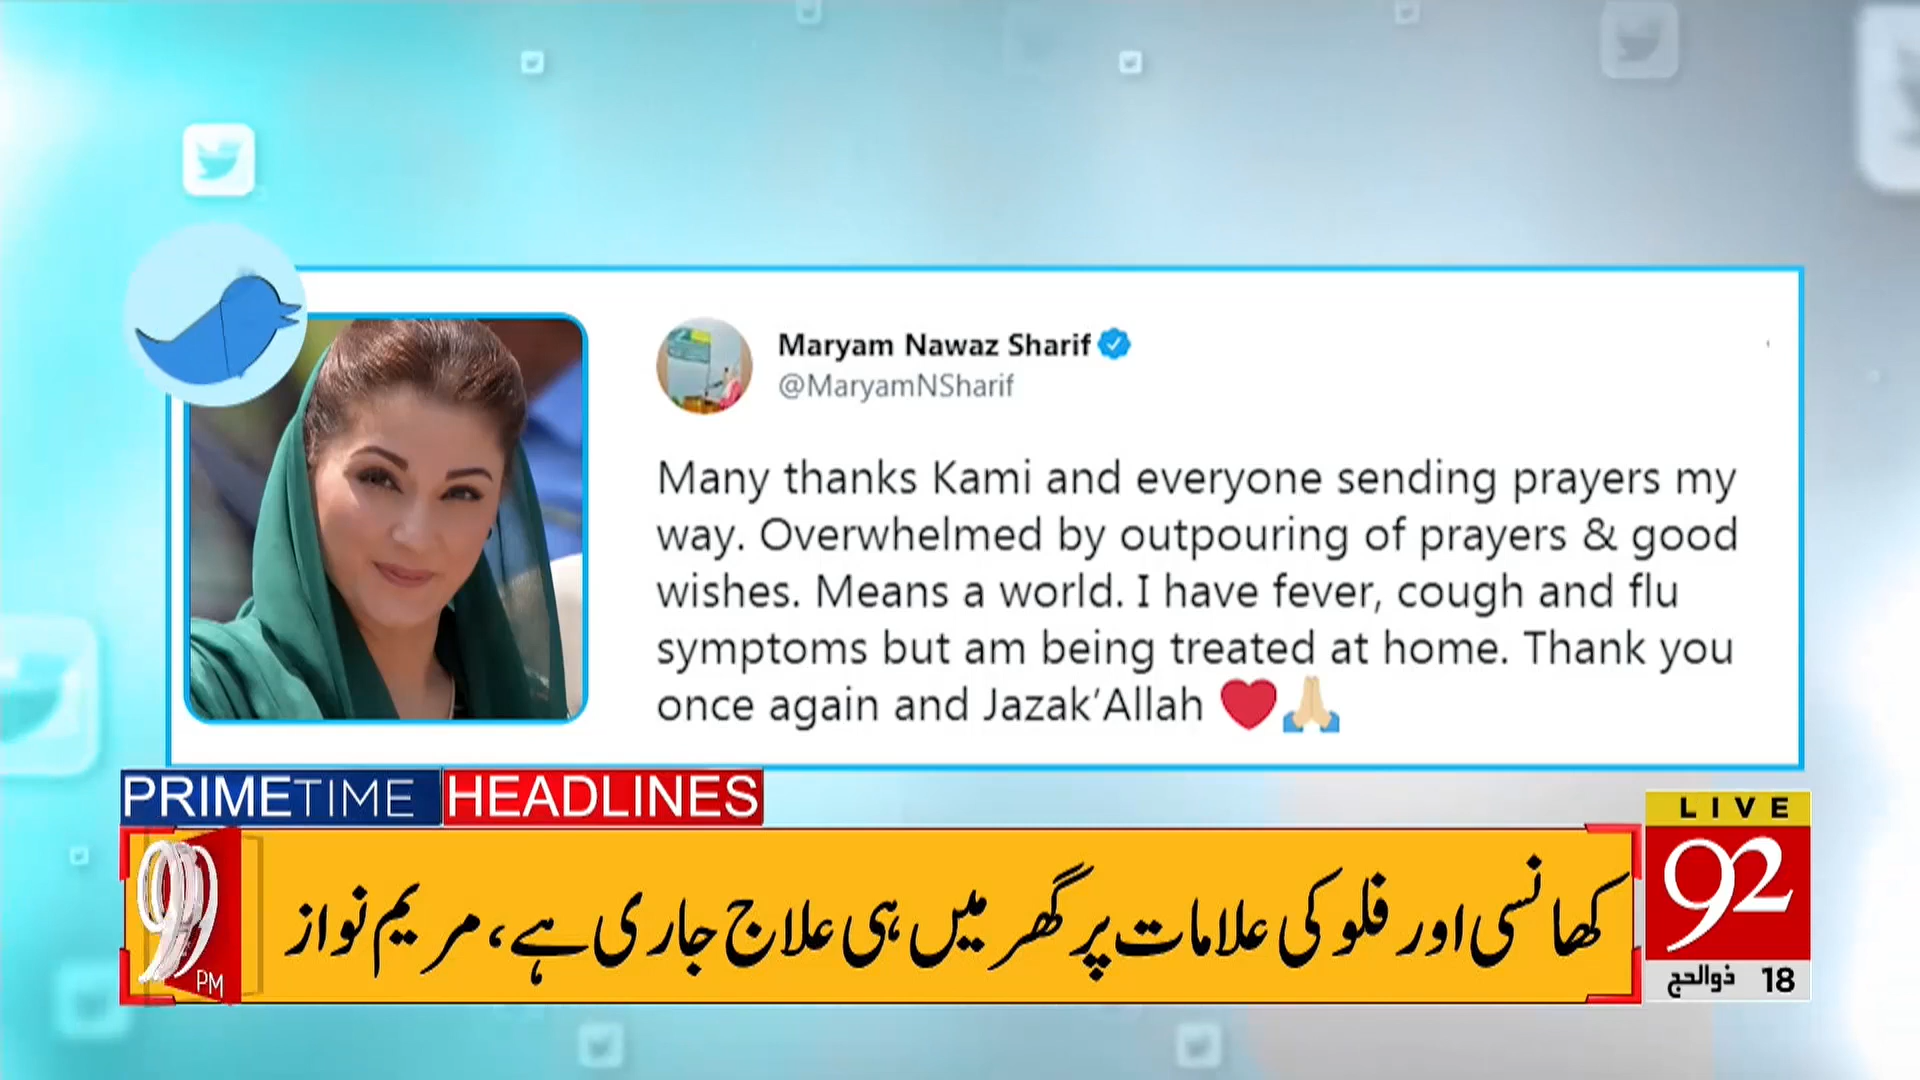 Maryam Nawaz Sharif
@MaryamNSharif
Many thanks Kami and everyone sending prayers my
way. Overwhelmed by outpouring of prayers & good
wishes. Means a world. I have fever, cough and flu
symptoms but am being treated at home. Thank you
once again and Jazak’Allah ❤️🙏🏼
PRIMETIME HEADLINES
LIVE
کھانسی اور فلو کی علامات پر گھر میں ہی علاج جاری ہے، مریم نواز
92
PM
18 ذوالحج